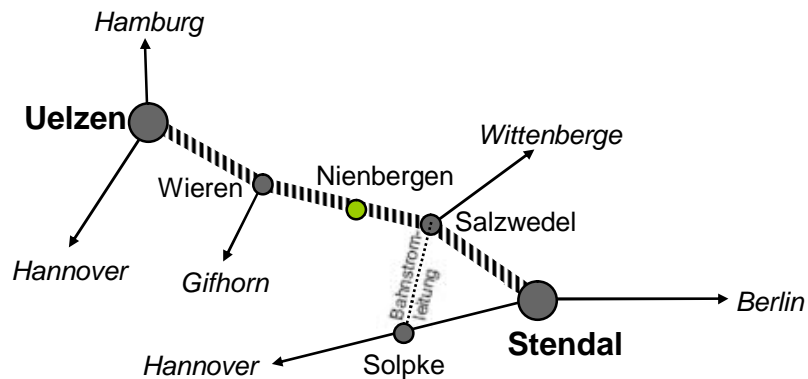 Hamburg
Uelzen
Wittenberge
Nienbergen
Wieren
Salzwedel
Hannover
Gifhorn
Bahnstrom-
leitung
Berlin
Stendal
Hannover
Solpke